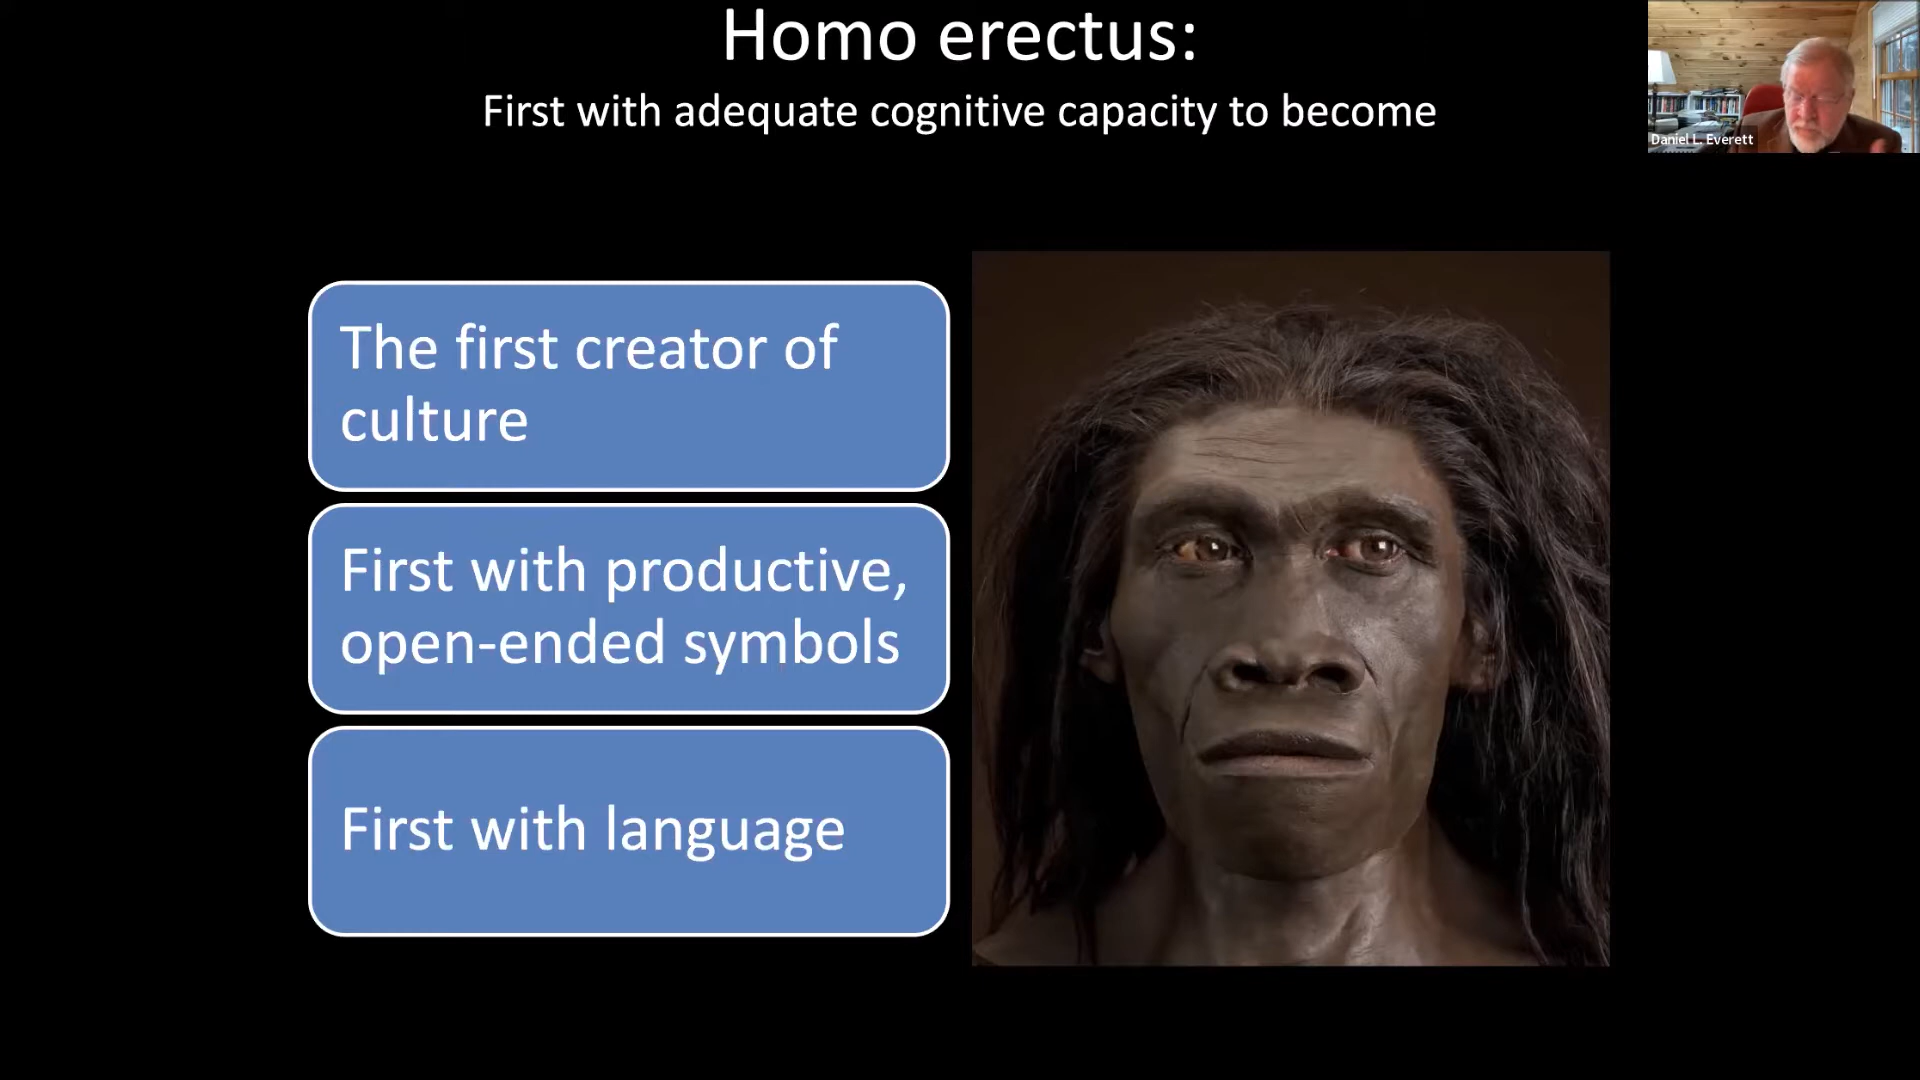 Homo erectus:
First with adequate cognitive capacity to become
Daniel L. Everett
The first creator of
culture
First with productive,
open-ended symbols
First with language